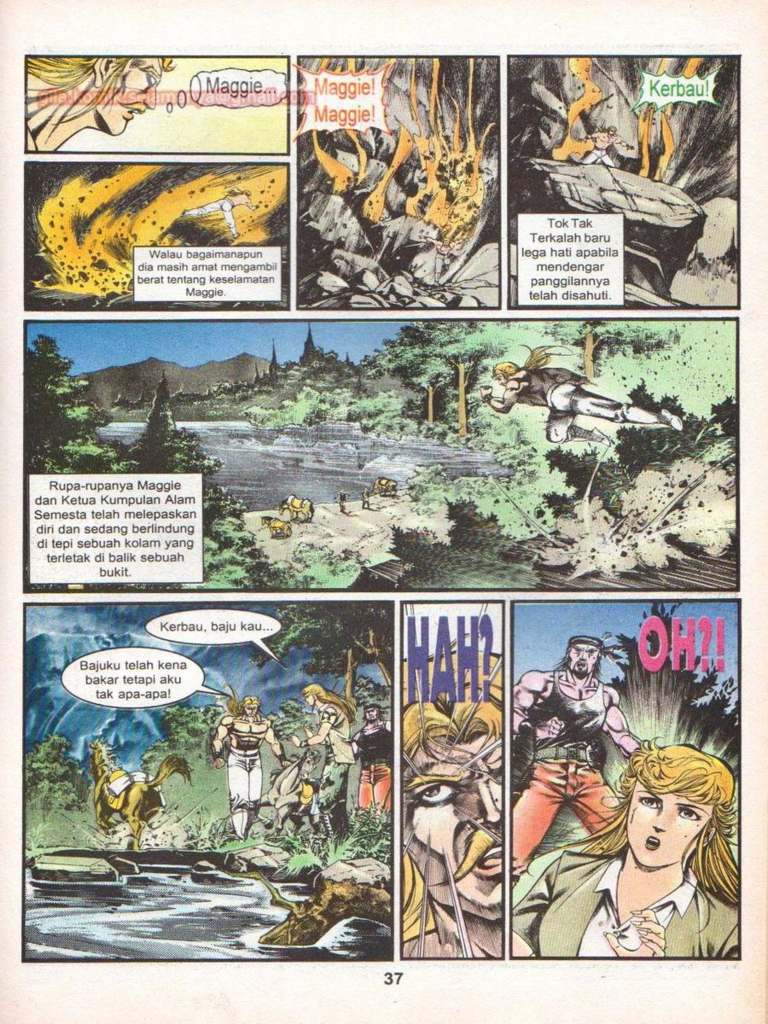 Maggie...
Walau bagaimanapun
dia masih amat mengambil
berat tentang keselamatan
Maggie.
Maggie!
Maggie!
Kerbau!
Tok Tak
Terkalah baru
lega hati apabila
mendengar
panggilannya
telah disahuti.
Rupa-rupanya Maggie
dan Ketua Kumpulan Alam
Semesta telah melepaskan
diri dan sedang berlindung
di tepi sebuah kolam yang
terletak di balik sebuah
bukit.
Kerbau, baju kau...
Bajuku telah kena
bakar tetapi aku
tak apa-apa!
HAH?
OH?!
37